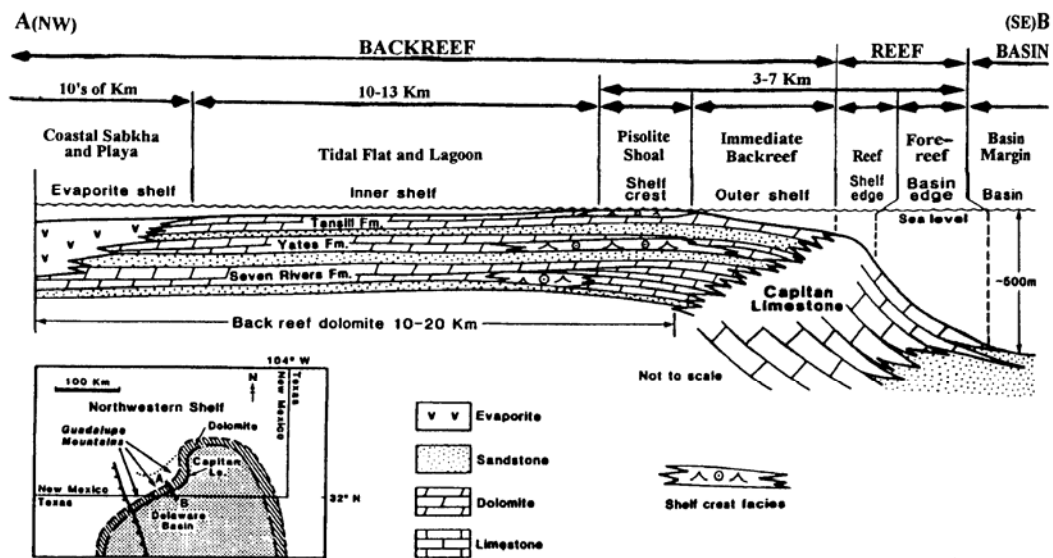 A(NW)
(SE)B
BACKREEF
REEF
BASIN
10's of Km
10-13 Km
3-7 Km
Coastal Sabkha
and Playa
Tidal Flat and Lagoon
Pisolite
Shoal
Immediate
Backreef
Reef
Fore-
reef
Basin
Margin
Evaporite shelf
Inner shelf
Shelf
crest
Outer shelf
Shelf
edge
Basin
edge
Basin
Sea level
Tansill Fm.
Yates Fm.
Seven Rivers Fm.
Capitan
Limestone
~500m
Back reef dolomite 10-20 Km
Not to scale
104° W
100 Km
N
Texas
New Mexico
Northwestern Shelf
Guadalupe
Mountains
Dolomite
Capitan
Ls.
A
B
New Mexico
Texas
32° N
Delaware
Basin
Evaporite
Sandstone
Dolomite
Limestone
Shelf crest facies